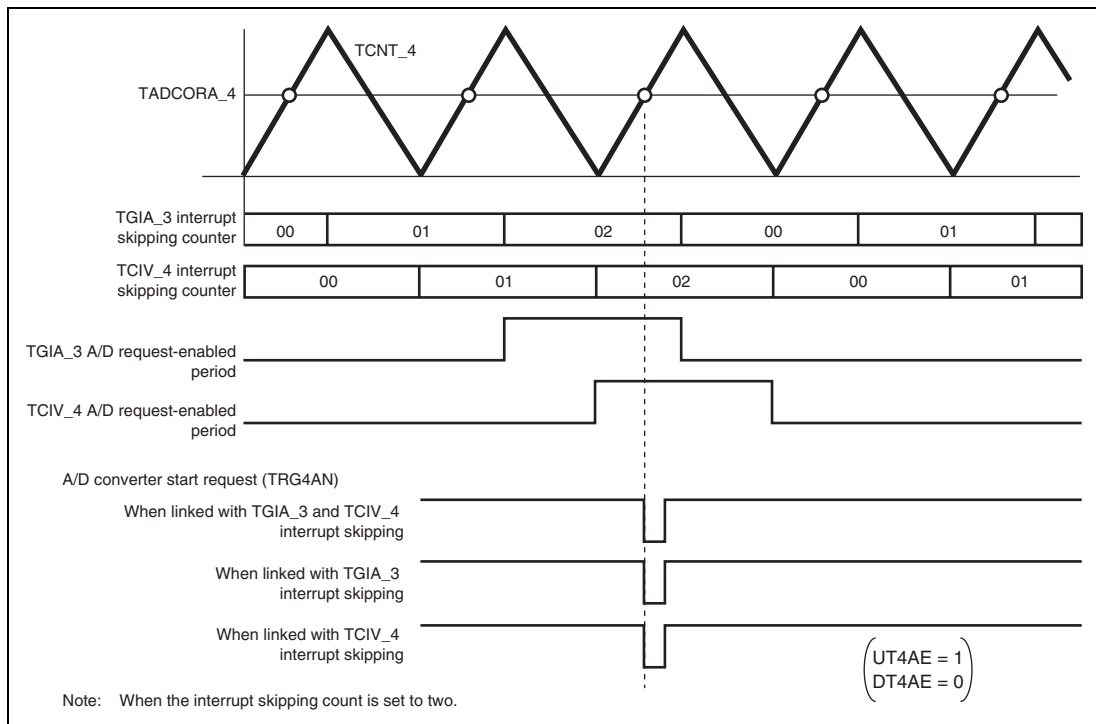 TCNT_4
TADCORA_4
TGIA_3 interrupt
skipping counter
00 01 02 00 01
TCIV_4 interrupt
skipping counter
00 01 02 00 01
TGIA_3 A/D request-enabled
period
TCIV_4 A/D request-enabled
period
A/D converter start request (TRG4AN)
When linked with TGIA_3 and TCIV_4
interrupt skipping
When linked with TGIA_3
interrupt skipping
When linked with TCIV_4
interrupt skipping
UT4AE = 1
DT4AE = 0
Note: When the interrupt skipping count is set to two.